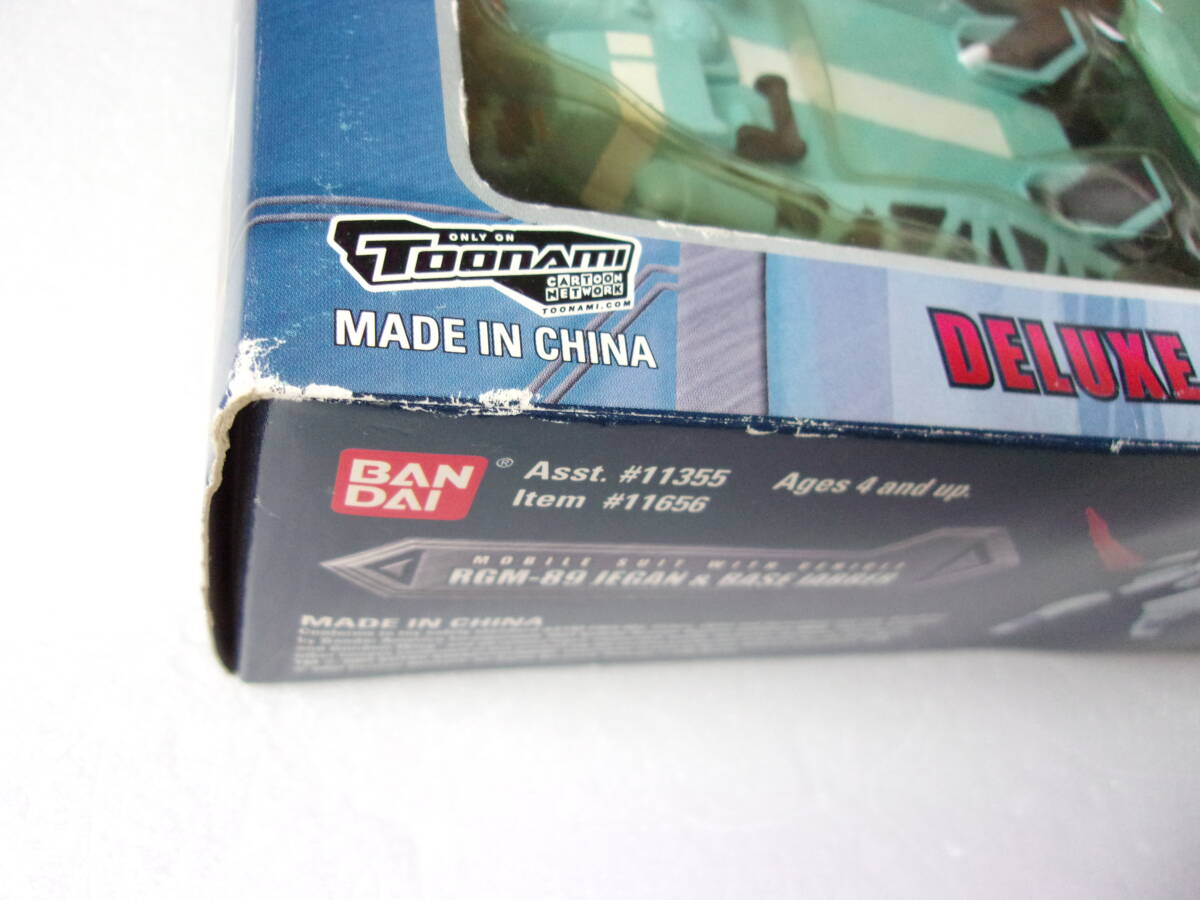 ONLY ON
TOONAMI
CARTOON
NETWORK
TOONAMI.COM
MADE IN CHINA
DELUXE
BAN
DAI ®
Asst. #11355
Item #11656
Ages 4 and up.
MOBILE SUIT WITH VEHICLE
RGM-89 JEGAN & BASE JABBER
MADE IN CHINA